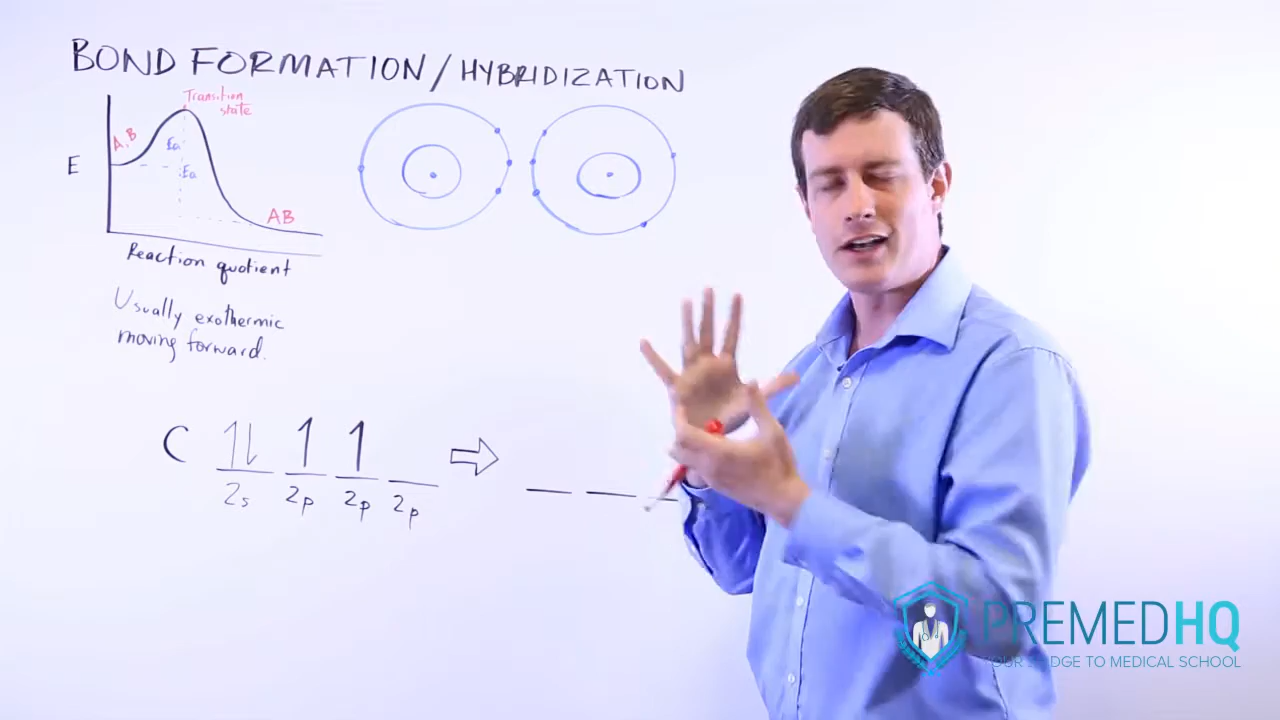 BOND FORMATION / HYBRIDIZATION
Transition
state
A, B
Ea
E
Ea
AB
Reaction quotient
Usually exothermic
moving forward.
C
2s 2p 2p 2p
PREMEDHQ
YOUR BRIDGE TO MEDICAL SCHOOL